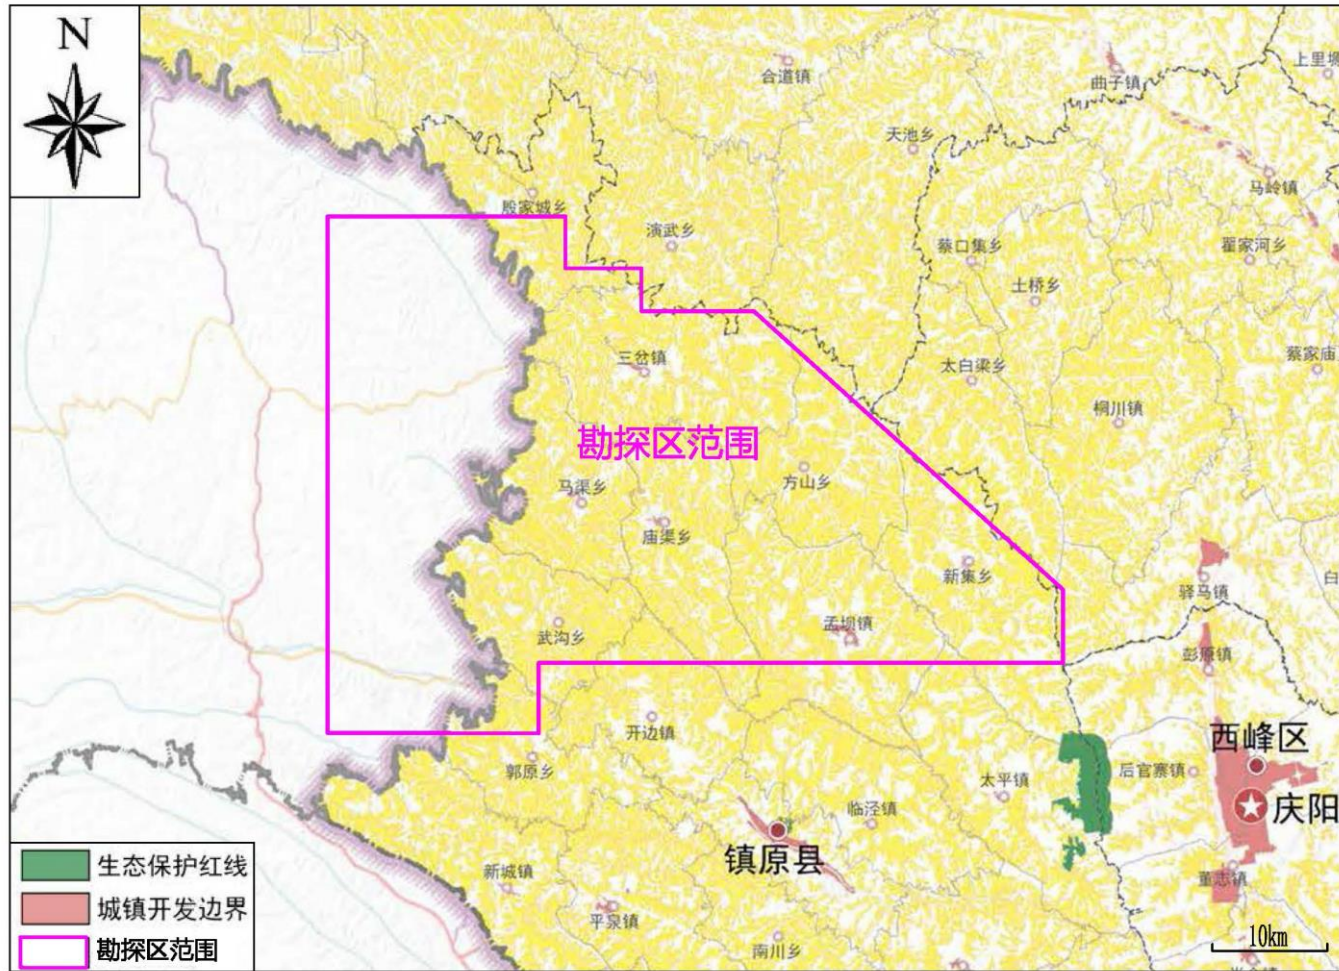 N
合道镇
曲子镇
上里塬
天池乡
马岭镇
殷家城乡
演武乡
蔡口集乡
翟家河乡
土桥乡
三岔镇
太白梁乡
蔡家庙
桐川镇
勘探区范围
马渠乡
方山乡
庙渠乡
新集乡
驿马镇
白
武沟乡
孟坝镇
彭原镇
开边镇
西峰区
郭原乡
太平镇
后官寨镇
临泾镇
庆阳
镇原县
新城镇
董志镇
平泉镇
南川乡
生态保护红线
城镇开发边界
勘探区范围
10km